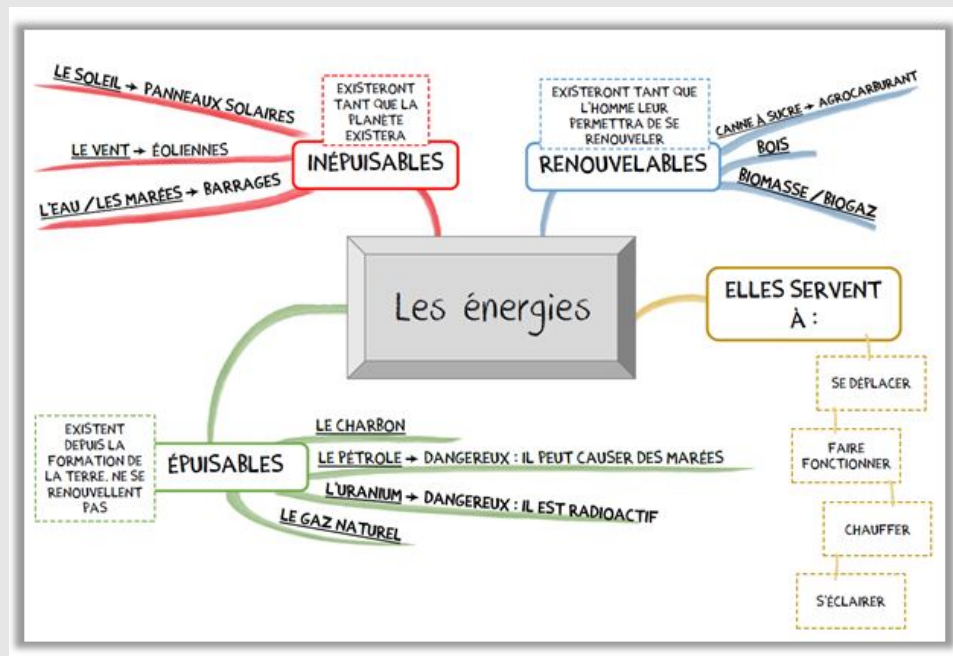 LE SOLEIL → PANNEAUX SOLAIRES
LE VENT → ÉOLIENNES
L'EAU / LES MARÉES → BARRAGES
EXISTERONT
TANT QUE LA
PLANÈTE
EXISTERA
INÉPUISABLES
EXISTERONT TANT QUE
L'HOMME LEUR
PERMETTRA DE SE
RENOUVELER
RENOUVELABLES
CANNE À SUCRE → AGROCARBURANT
BOIS
BIOMASSE / BIOGAZ
Les énergies
ELLES SERVENT
À :
SE DÉPLACER
FAIRE
FONCTIONNER
CHAUFFER
S'ÉCLAIRER
EXISTENT
DEPUIS LA
FORMATION DE
LA TERRE. NE SE
RENOUVELLENT
PAS
ÉPUISABLES
LE CHARBON
LE PÉTROLE → DANGEREUX : IL PEUT CAUSER DES MARÉES
L'URANIUM → DANGEREUX : IL EST RADIOACTIF
LE GAZ NATUREL